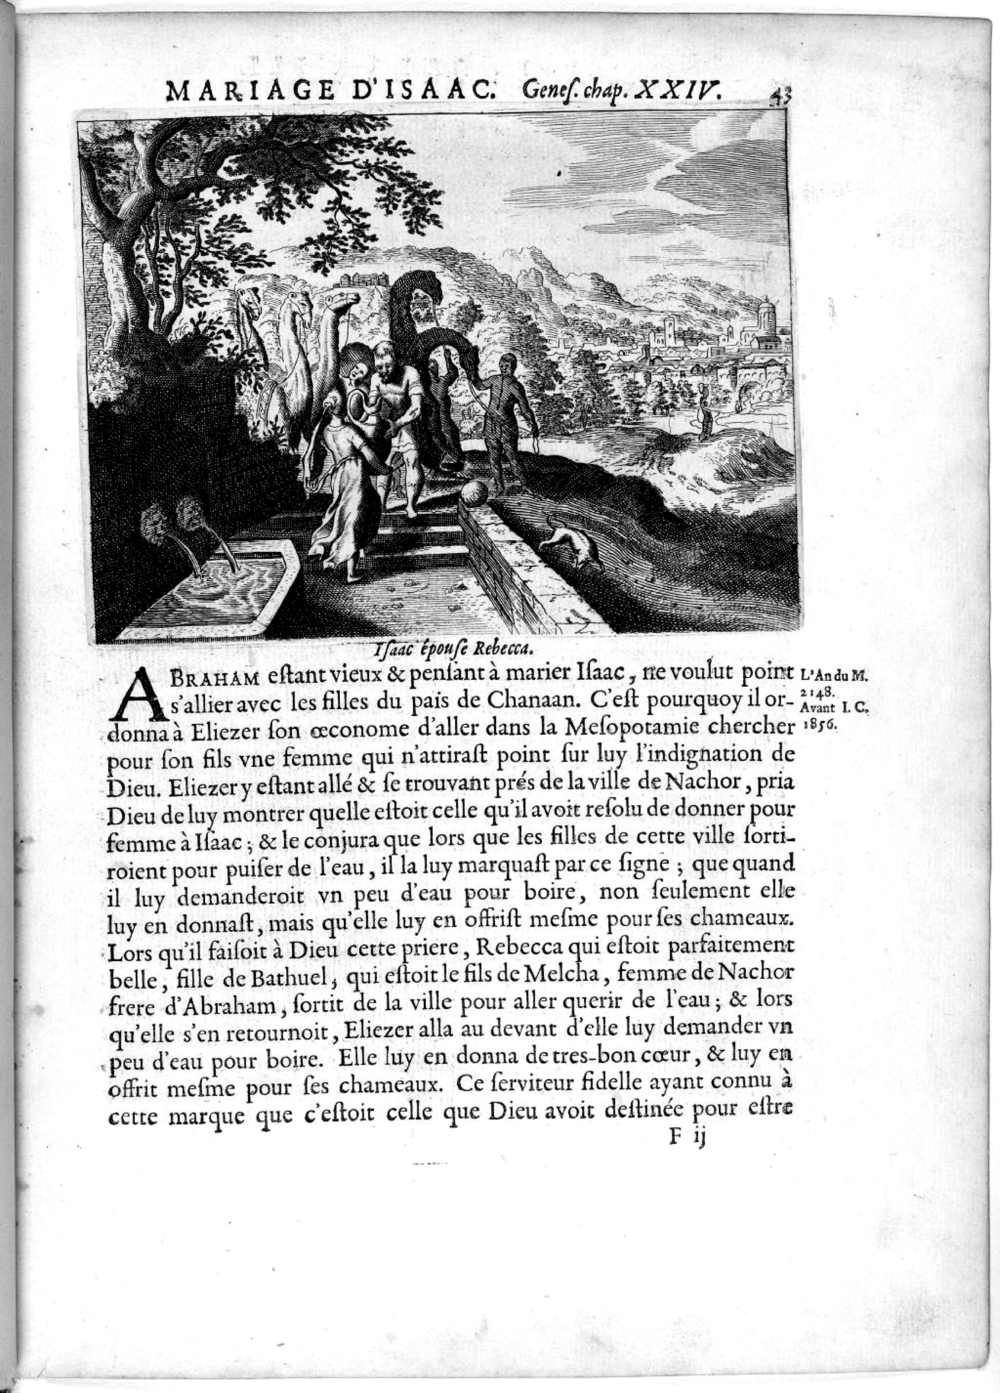 MARIAGE D'ISAAC. Geneſ. chap. XXIV. 43
Iſaac épouſe Rebecca.
ABRAHAM eſtant vieux & penſant à marier Iſaac, ne voulut point
s'allier avec les filles du païs de Chanaan. C'eſt pourquoy il or-
donna à Eliezer ſon œconome d'aller dans la Meſopotamie chercher
pour ſon fils vne femme qui n'attiraſt point ſur luy l'indignation de
Dieu. Eliezer y eſtant allé & ſe trouvant prés de la ville de Nachor, pria
Dieu de luy montrer quelle eſtoit celle qu'il avoit reſolu de donner pour
femme à Iſaac; & le conjura que lors que les filles de cette ville ſorti-
roient pour puiſer de l'eau, il la luy marquaſt par ce ſigne; que quand
il luy demanderoit vn peu d'eau pour boire, non ſeulement elle
luy en donnaſt, mais qu'elle luy en offriſt meſme pour ſes chameaux.
Lors qu'il faiſoit à Dieu cette priere, Rebecca qui eſtoit parfaitement
belle, fille de Bathuel, qui eſtoit le fils de Melcha, femme de Nachor
frere d'Abraham, ſortit de la ville pour aller querir de l'eau; & lors
qu'elle s'en retournoit, Eliezer alla au devant d'elle luy demander vn
peu d'eau pour boire. Elle luy en donna de tres-bon cœur, & luy en
offrit meſme pour ſes chameaux. Ce ſerviteur fidelle ayant connu à
cette marque que c'eſtoit celle que Dieu avoit deſtinée pour eſtre
F ij
L'An du M.
2148.
Avant I. C.
1856.